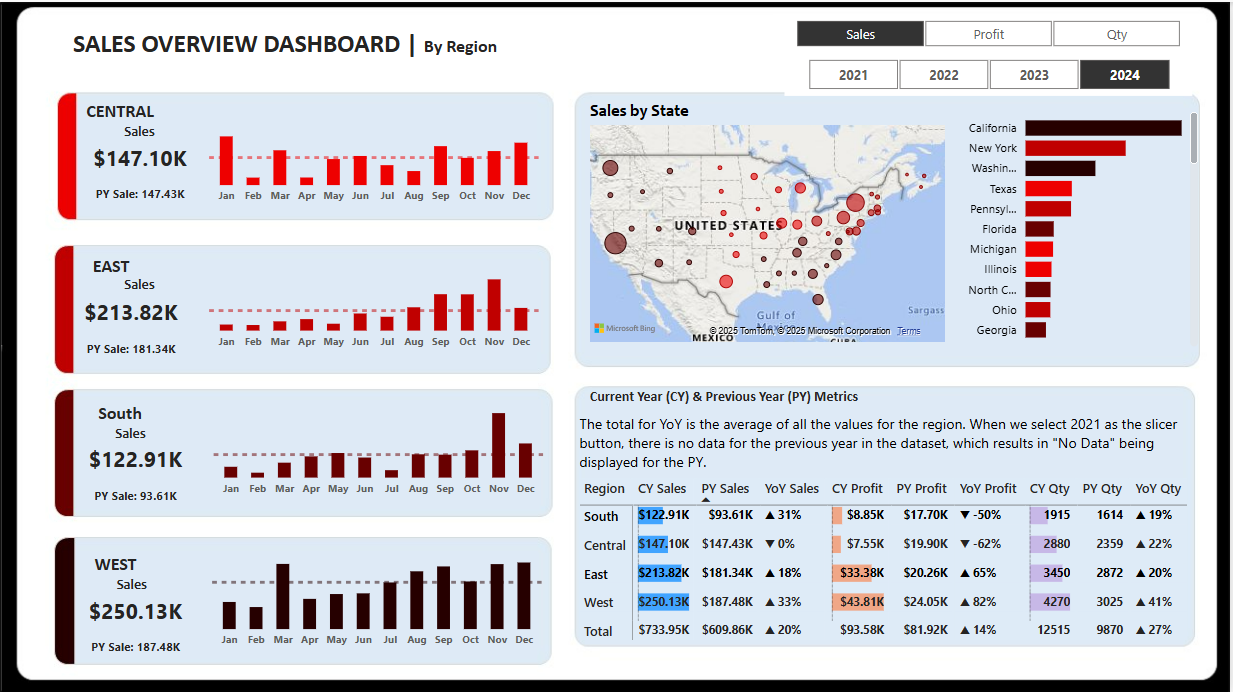 SALES OVERVIEW DASHBOARD | By Region
Sales Profit Qty
2021 2022 2023 2024
CENTRAL
Sales
$147.10K
PY Sale: 147.43K
Jan Feb Mar Apr May Jun Jul Aug Sep Oct Nov Dec
EAST
Sales
$213.82K
PY Sale: 181.34K
Jan Feb Mar Apr May Jun Jul Aug Sep Oct Nov Dec
South
Sales
$122.91K
PY Sale: 93.61K
Jan Feb Mar Apr May Jun Jul Aug Sep Oct Nov Dec
WEST
Sales
$250.13K
PY Sale: 187.48K
Jan Feb Mar Apr May Jun Jul Aug Sep Oct Nov Dec
Sales by State
UNITED STATES
Gulf of
Sargass
Microsoft Bing
© 2025 TomTom, © 2025 Microsoft Corporation Terms
MEXICO
CUBA
California
New York
Washin...
Texas
Pennsyl...
Florida
Michigan
Illinois
North C...
Ohio
Georgia
Current Year (CY) & Previous Year (PY) Metrics
The total for YoY is the average of all the values for the region. When we select 2021 as the slicer
button, there is no data for the previous year in the dataset, which results in "No Data" being
displayed for the PY.
Region CY Sales PY Sales YoY Sales CY Profit PY Profit YoY Profit CY Qty PY Qty YoY Qty
South $122.91K $93.61K ▲ 31% $8.85K $17.70K ▼ -50% 1915 1614 ▲ 19%
Central $147.10K $147.43K ▼ 0% $7.55K $19.90K ▼ -62% 2880 2359 ▲ 22%
East $213.82K $181.34K ▲ 18% $33.38K $20.26K ▲ 65% 3450 2872 ▲ 20%
West $250.13K $187.48K ▲ 33% $43.81K $24.05K ▲ 82% 4270 3025 ▲ 41%
Total $733.95K $609.86K ▲ 20% $93.58K $81.92K ▲ 14% 12515 9870 ▲ 27%